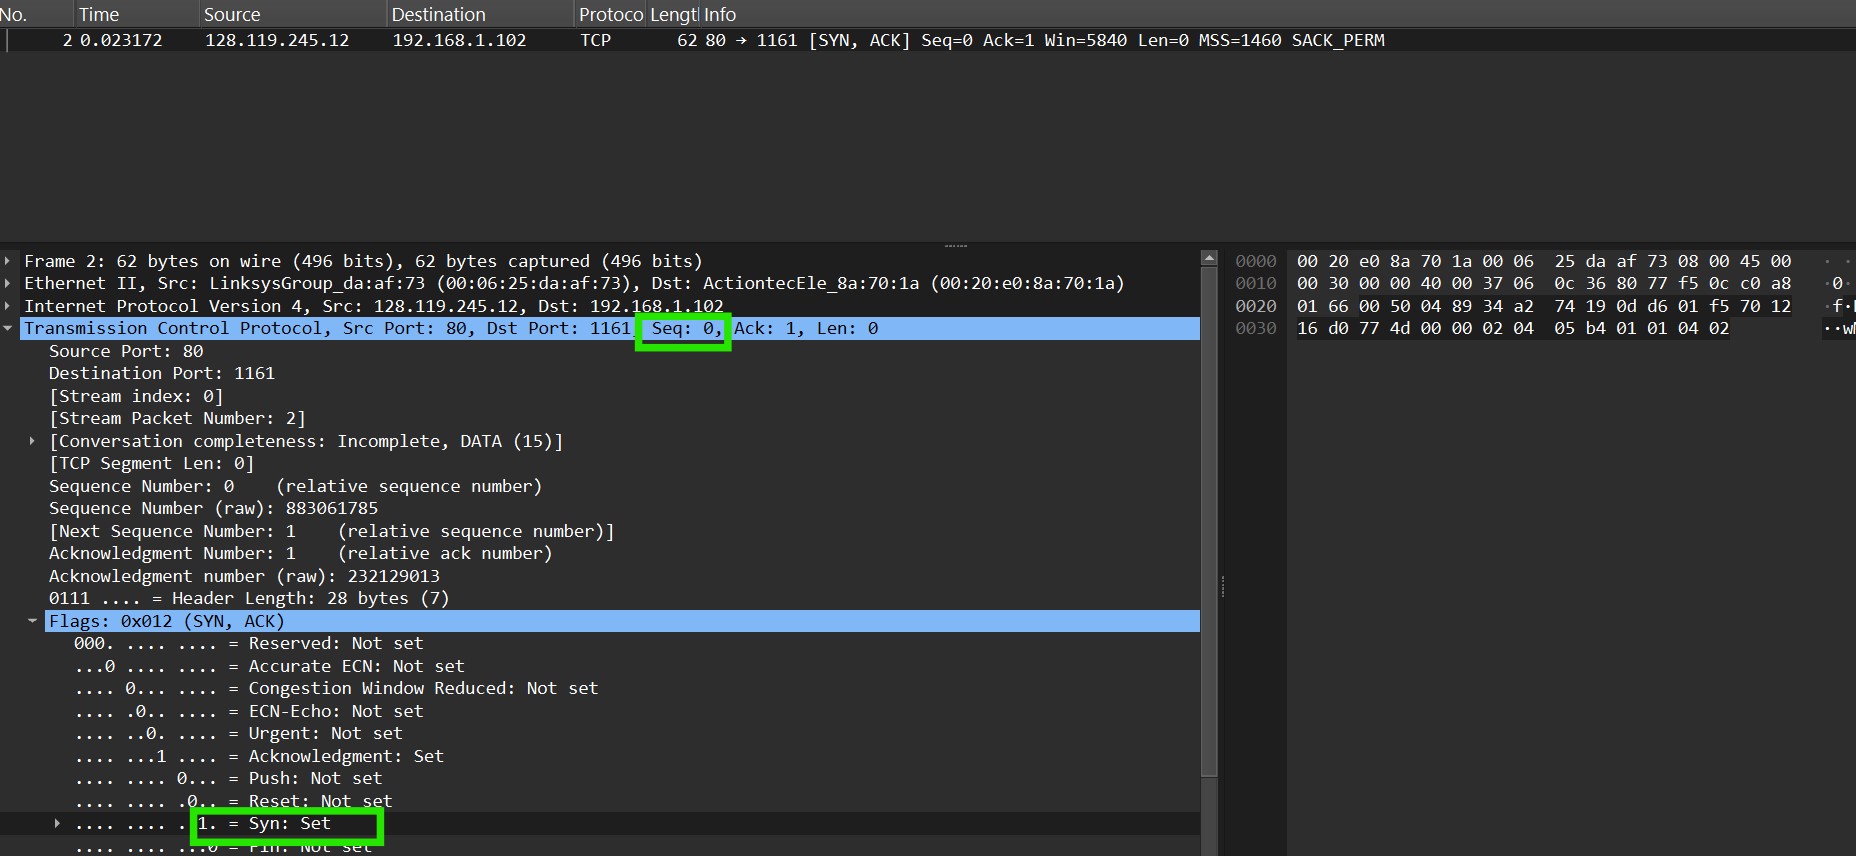 No. Time Source Destination Protoco Lengtl Info
2 0.023172 128.119.245.12 192.168.1.102 TCP 62 80 → 1161 [SYN, ACK] Seq=0 Ack=1 Win=5840 Len=0 MSS=1460 SACK_PERM
Frame 2: 62 bytes on wire (496 bits), 62 bytes captured (496 bits)
Ethernet II, Src: LinksysGroup_da:af:73 (00:06:25:da:af:73), Dst: ActiontecEle_8a:70:1a (00:20:e0:8a:70:1a)
Internet Protocol Version 4, Src: 128.119.245.12, Dst: 192.168.1.102
Transmission Control Protocol, Src Port: 80, Dst Port: 1161, Seq: 0, Ack: 1, Len: 0
Source Port: 80
Destination Port: 1161
[Stream index: 0]
[Stream Packet Number: 2]
[Conversation completeness: Incomplete, DATA (15)]
[TCP Segment Len: 0]
Sequence Number: 0 (relative sequence number)
Sequence Number (raw): 883061785
[Next Sequence Number: 1 (relative sequence number)]
Acknowledgment Number: 1 (relative ack number)
Acknowledgment number (raw): 232129013
0111 .... = Header Length: 28 bytes (7)
Flags: 0x012 (SYN, ACK)
000. .... .... = Reserved: Not set
...0 .... .... = Accurate ECN: Not set
.... 0... .... = Congestion Window Reduced: Not set
.... .0.. .... = ECN-Echo: Not set
.... ..0. .... = Urgent: Not set
.... ...1 .... = Acknowledgment: Set
.... .... 0... = Push: Not set
.... .... .0.. = Reset: Not set
.... .... ..1. = Syn: Set
.... .... ...0 = Fin: Not set
0000 00 20 e0 8a 70 1a 00 06 25 da af 73 08 00 45 00 · ·
0010 00 30 00 00 40 00 37 06 0c 36 80 77 f5 0c c0 a8 ·0·
0020 01 66 00 50 04 89 34 a2 74 19 0d d6 01 f5 70 12 ·f·
0030 16 d0 77 4d 00 00 02 04 05 b4 01 01 04 02 ··w